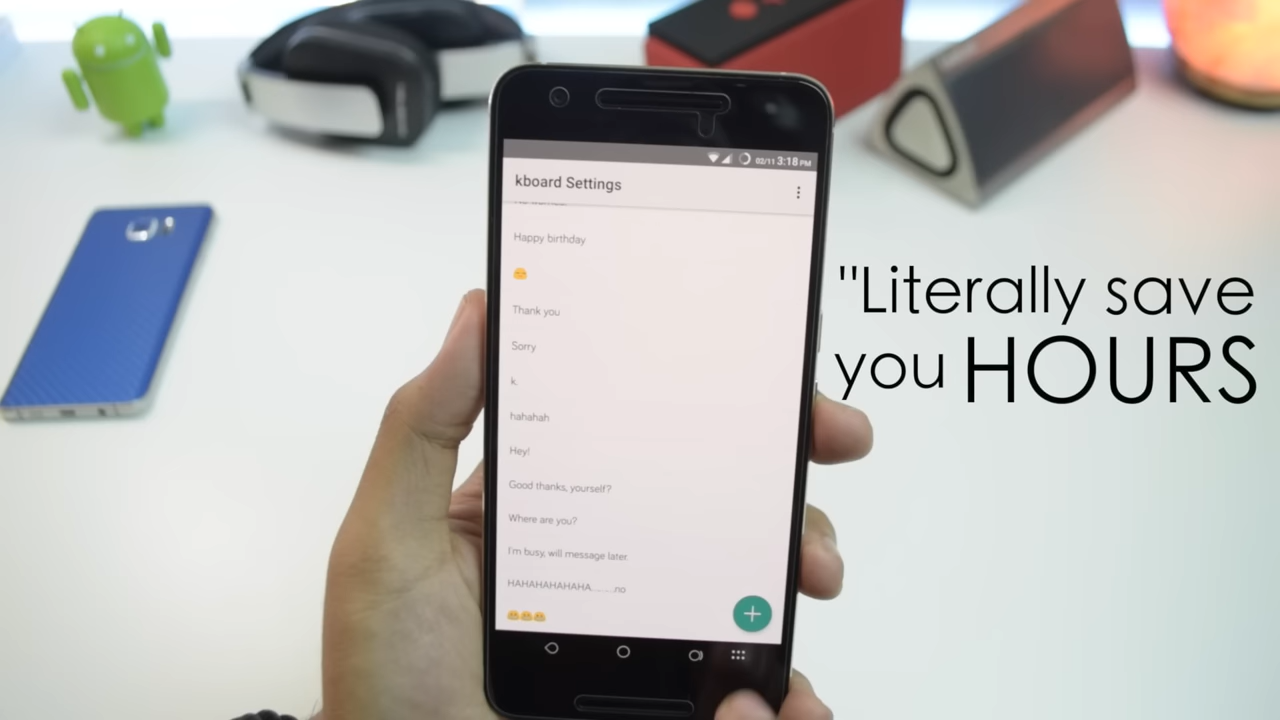 02/11 3:18 PM
kboard Settings
Happy birthday
😊
Thank you
Sorry
k.
hahahah
Hey!
Good thanks, yourself?
Where are you?
I'm busy, will message later.
HAHAHAHAHAHA........no
😄😄😄
"Literally save
you HOURS